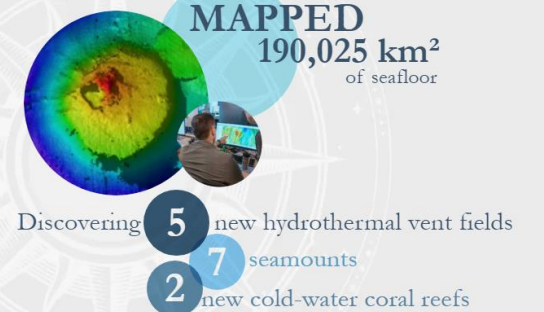 MAPPED
190,025 km²
of seafloor
Discovering 5 new hydrothermal vent fields
7 seamounts
2 new cold-water coral reefs